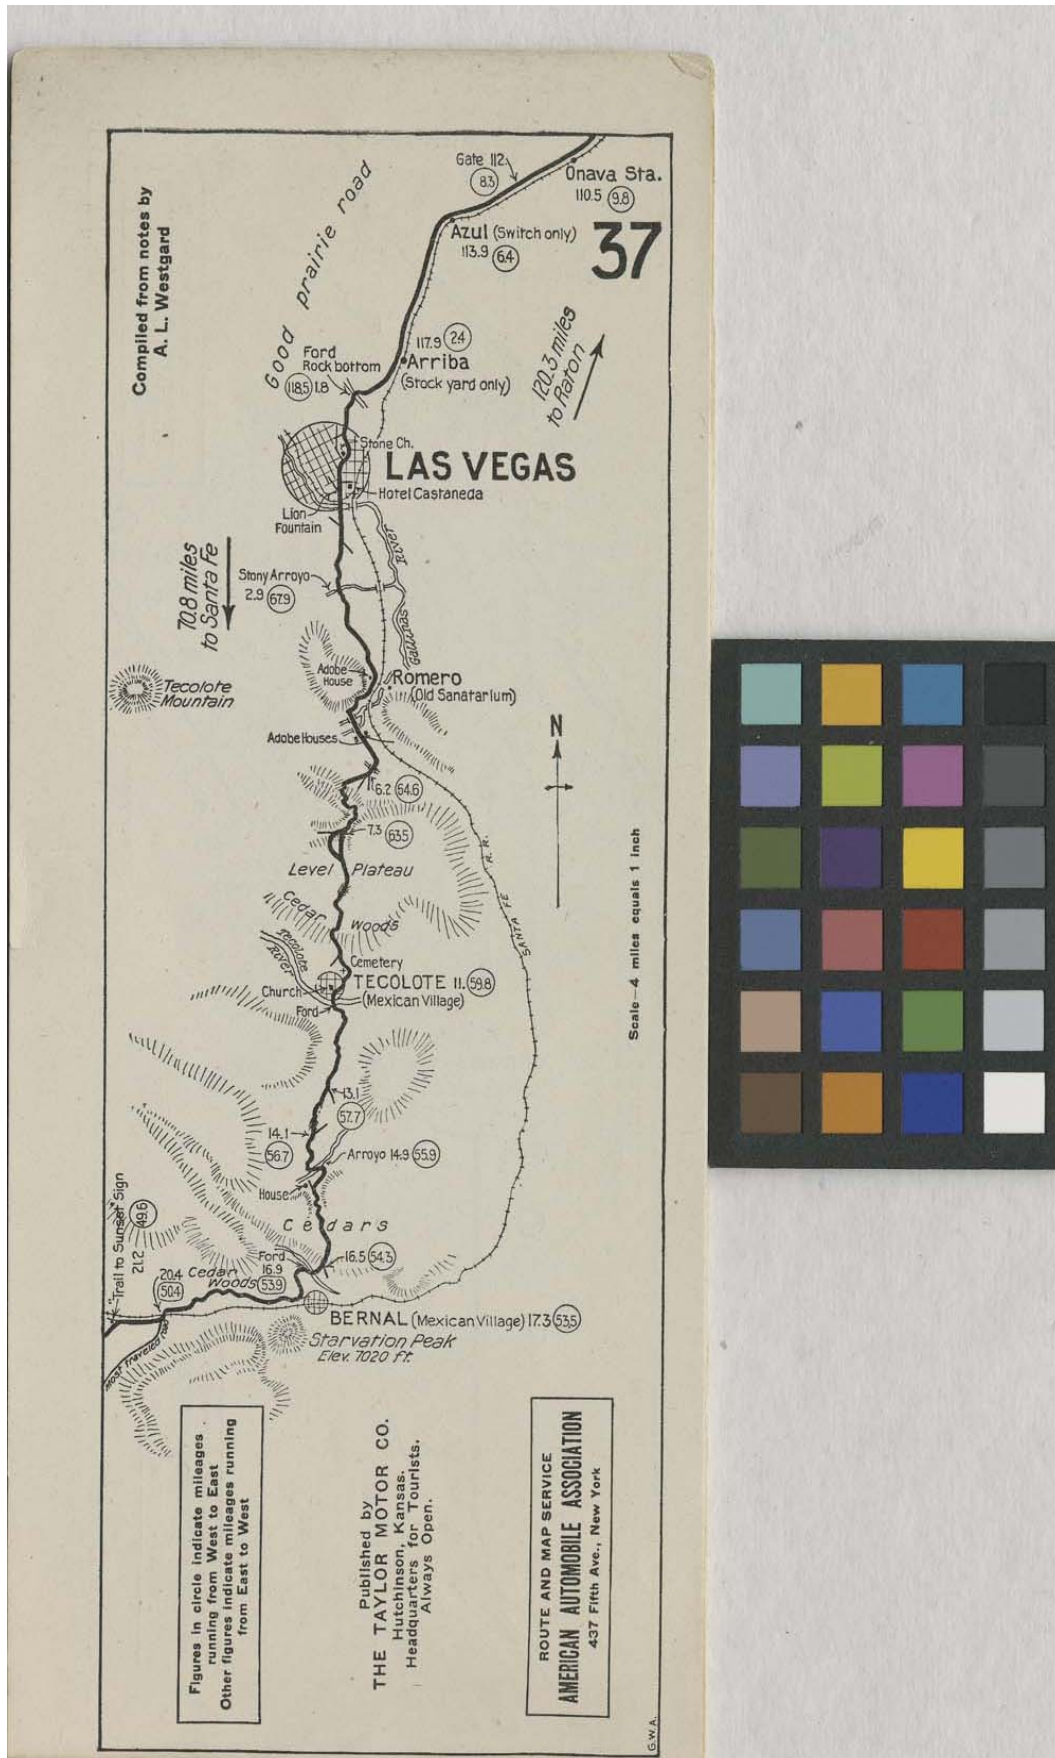 Compiled from notes by
A. L. Westgard
Good prairie road
Gate 112.
8.3
Onava Sta.
110.5 9.8
37
Azul (Switch only)
113.9 6.4
117.9 2.4
Arriba
(Stock yard only)
Ford
Rock bottom
118.5 1.8
120.3 miles
to Raton
Stone Ch.
LAS VEGAS
Hotel Castaneda
Lion
Fountain
70.8 miles
to Santa Fe
Stony Arroyo
2.9 67.9
Gallinas River
Tecolote
Mountain
Adobe
House
Romero
(Old Sanatarium)
Adobe Houses
N
6.2 64.6
7.3 63.5
Level Plateau
SANTA FE R.R.
Scale—4 miles equals 1 inch
Cedar Woods
Tecolote
River
Cemetery
TECOLOTE 11. 59.8
(Mexican Village)
Church
Ford
13.1
57.7
14.1
56.7
Arroyo 14.9 55.9
House
Cedars
"Trail to Sunset" Sign
21.2 49.6
Ford
16.9
53.9
16.5 54.3
20.4
50.4
Cedar
Woods
BERNAL (Mexican Village) 17.3 53.5
Starvation Peak
Elev. 7020 ft.
Most traveled road
Figures in circle indicate mileages
running from West to East
Other figures indicate mileages running
from East to West
Published by
THE TAYLOR MOTOR CO.
Hutchinson, Kansas.
Headquarters for Tourists.
Always Open.
ROUTE AND MAP SERVICE
AMERICAN AUTOMOBILE ASSOCIATION
437 Fifth Ave., New York
G.W.A.